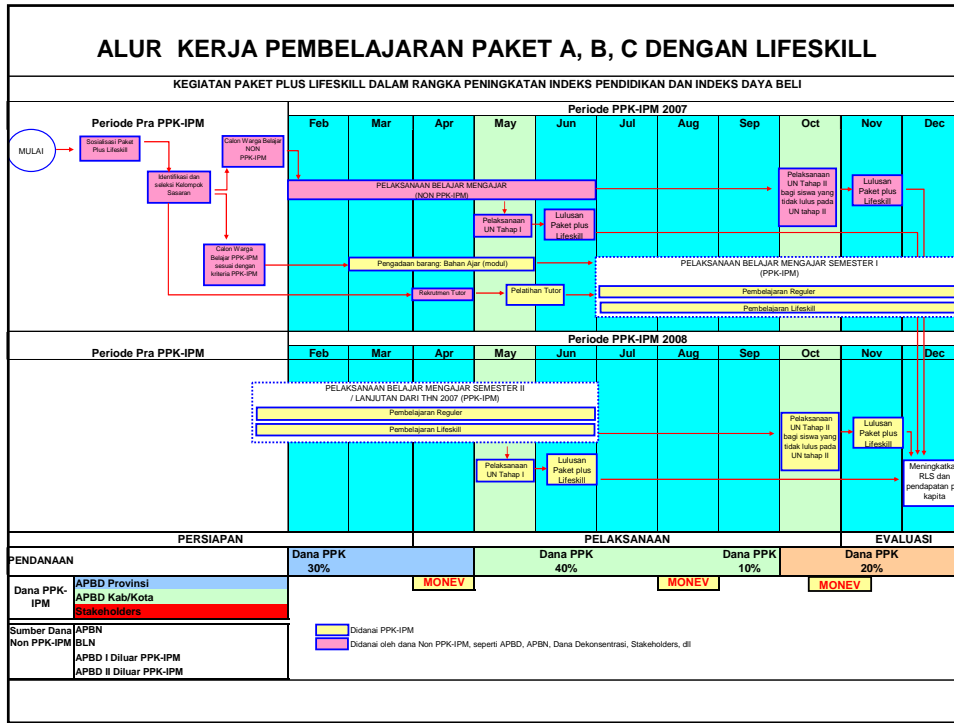 ALUR KERJA PEMBELAJARAN PAKET A, B, C DENGAN LIFESKILL
KEGIATAN PAKET PLUS LIFESKILL DALAM RANGKA PENINGKATAN INDEKS PENDIDIKAN DAN INDEKS DAYA BELI
Periode Pra PPK-IPM
Periode PPK-IPM 2007
Feb Mar Apr May Jun Jul Aug Sep Oct Nov Dec
MULAI
Sosialisasi Paket
Plus Lifeskill
Identifikasi dan
seleksi Kelompok
Sasaran
Calon Warga Belajar
NON
PPK-IPM
Calon Warga
Belajar PPK-IPM
sesuai dengan
kriteria PPK-IPM
PELAKSANAAN BELAJAR MENGAJAR
(NON PPK-IPM)
Pelaksanaan
UN Tahap I
Lulusan
Paket plus
Lifeskill
Pelaksanaan
UN Tahap II
bagi siswa yang
tidak lulus pada
UN tahap II
Lulusan
Paket plus
Lifeskill
Pengadaan barang: Bahan Ajar (modul)
Rekrutmen Tutor
Pelatihan Tutor
PELAKSANAAN BELAJAR MENGAJAR SEMESTER I
(PPK-IPM)
Pembelajaran Reguler
Pembelajaran Lifeskill
Periode Pra PPK-IPM
Periode PPK-IPM 2008
Feb Mar Apr May Jun Jul Aug Sep Oct Nov Dec
PELAKSANAAN BELAJAR MENGAJAR SEMESTER II
/ LANJUTAN DARI THN 2007 (PPK-IPM)
Pembelajaran Reguler
Pembelajaran Lifeskill
Pelaksanaan
UN Tahap I
Lulusan
Paket plus
Lifeskill
Pelaksanaan
UN Tahap II
bagi siswa yang
tidak lulus pada
UN tahap II
Lulusan
Paket plus
Lifeskill
Meningkatka
RLS dan
pendapatan p
kapita
PERSIAPAN PELAKSANAAN EVALUASI
PENDANAAN
Dana PPK
30%
Dana PPK
40%
Dana PPK
10%
Dana PPK
20%
Dana PPK-
IPM
APBD Provinsi
APBD Kab/Kota
Stakeholders
MONEV MONEV MONEV
Sumber Dana
Non PPK-IPM
APBN
BLN
APBD I Diluar PPK-IPM
APBD II Diluar PPK-IPM
Didanai PPK-IPM
Didanai oleh dana Non PPK-IPM, seperti APBD, APBN, Dana Dekonsentrasi, Stakeholders, dll